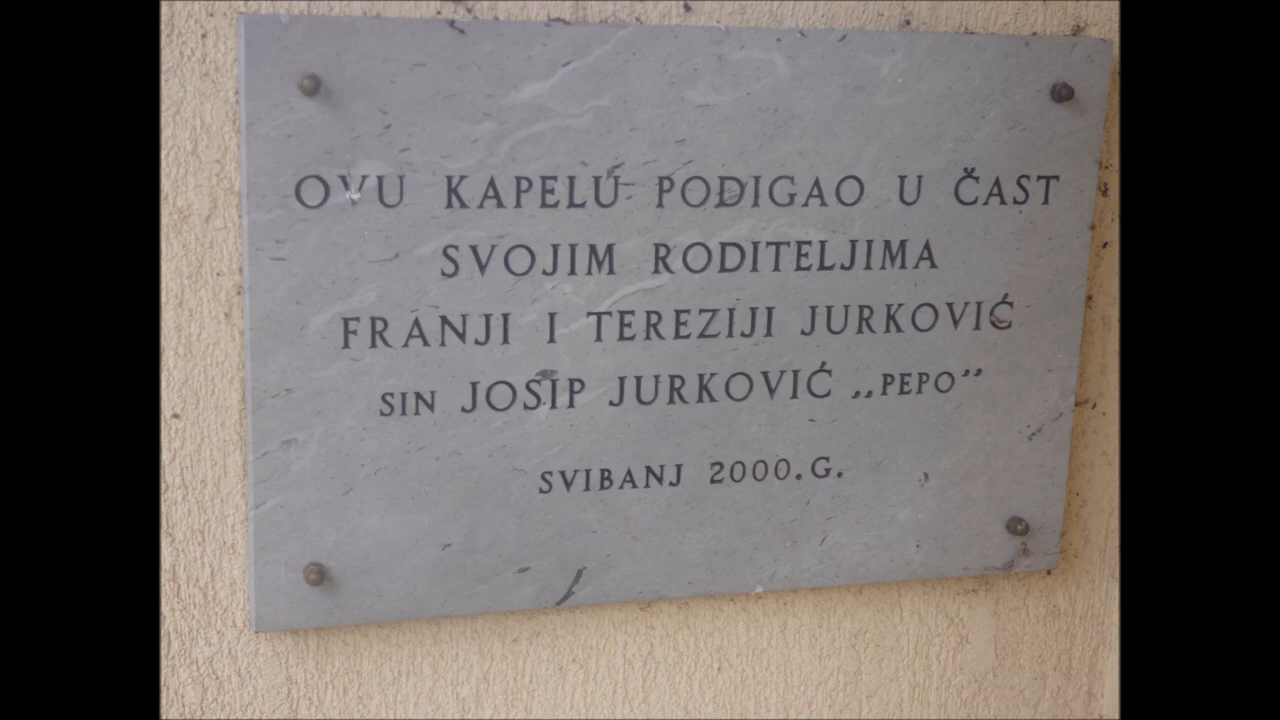 OVU KAPELU PODIGAO U ČAST
SVOJIM RODITELJIMA
FRANJI I TEREZIJI JURKOVIĆ
SIN JOSIP JURKOVIĆ „PEPO”
SVIBANJ 2000.G.